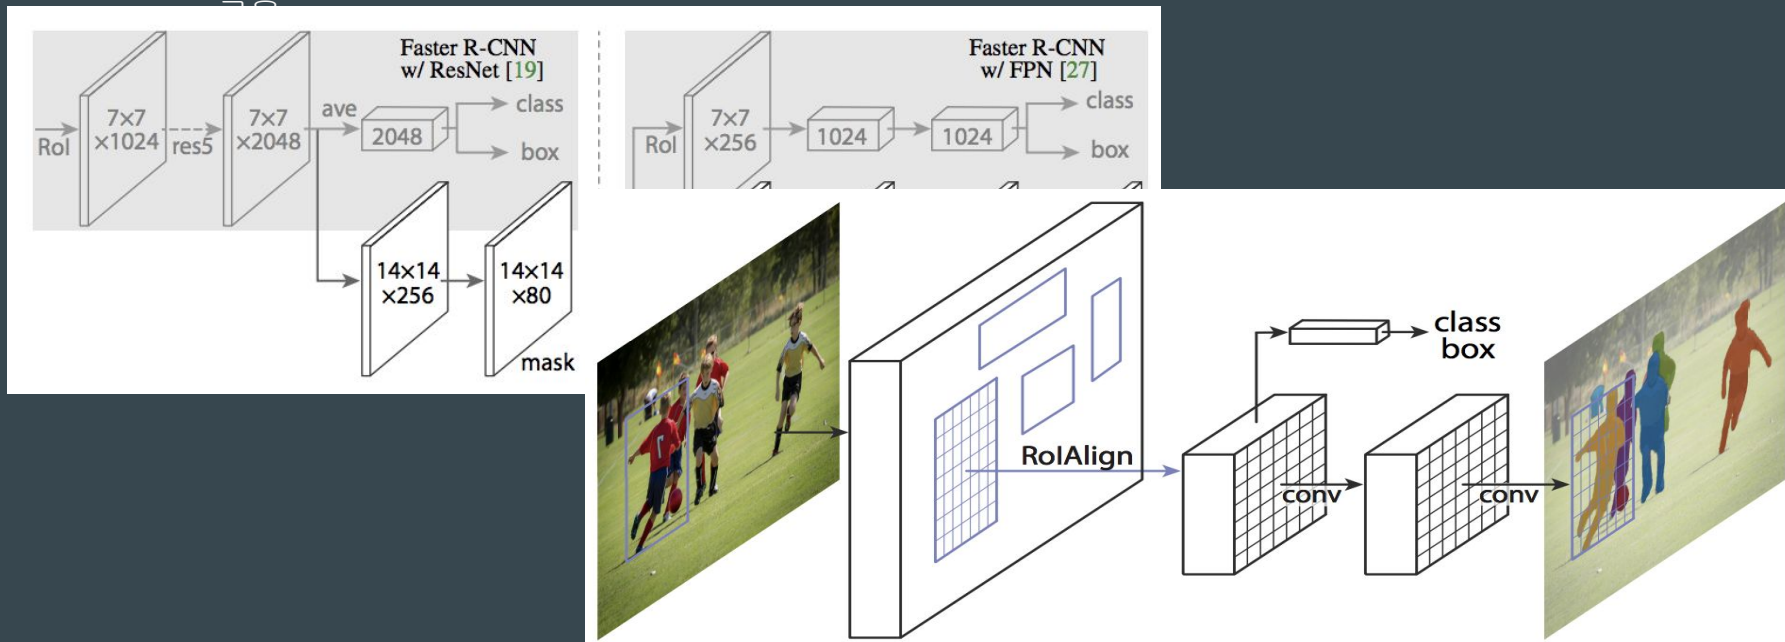 Faster R-CNN
w/ ResNet [19]
RoI
7×7
×1024
res5
7×7
×2048
ave
2048
class
box
14×14
×256
14×14
×80
mask
Faster R-CNN
w/ FPN [27]
RoI
7×7
×256
1024
1024
class
box
RoIAlign
conv
conv
class
box